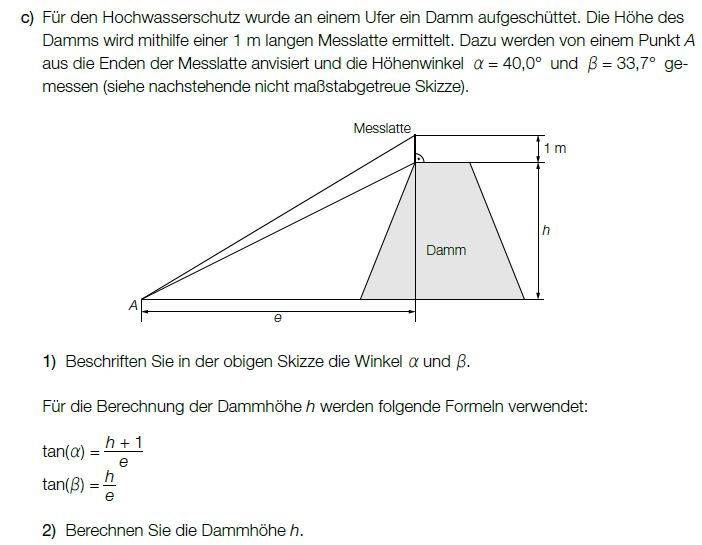 c) Für den Hochwasserschutz wurde an einem Ufer ein Damm aufgeschüttet. Die Höhe des
Damms wird mithilfe einer 1 m langen Messlatte ermittelt. Dazu werden von einem Punkt A
aus die Enden der Messlatte anvisiert und die Höhenwinkel α = 40,0° und β = 33,7° ge-
messen (siehe nachstehende nicht maßstabgetreue Skizze).
Messlatte
1 m
h
Damm
A
e
1) Beschriften Sie in der obigen Skizze die Winkel α und β.
Für die Berechnung der Dammhöhe h werden folgende Formeln verwendet:
tan(α) = h + 1 / e
tan(β) = h / e
2) Berechnen Sie die Dammhöhe h.